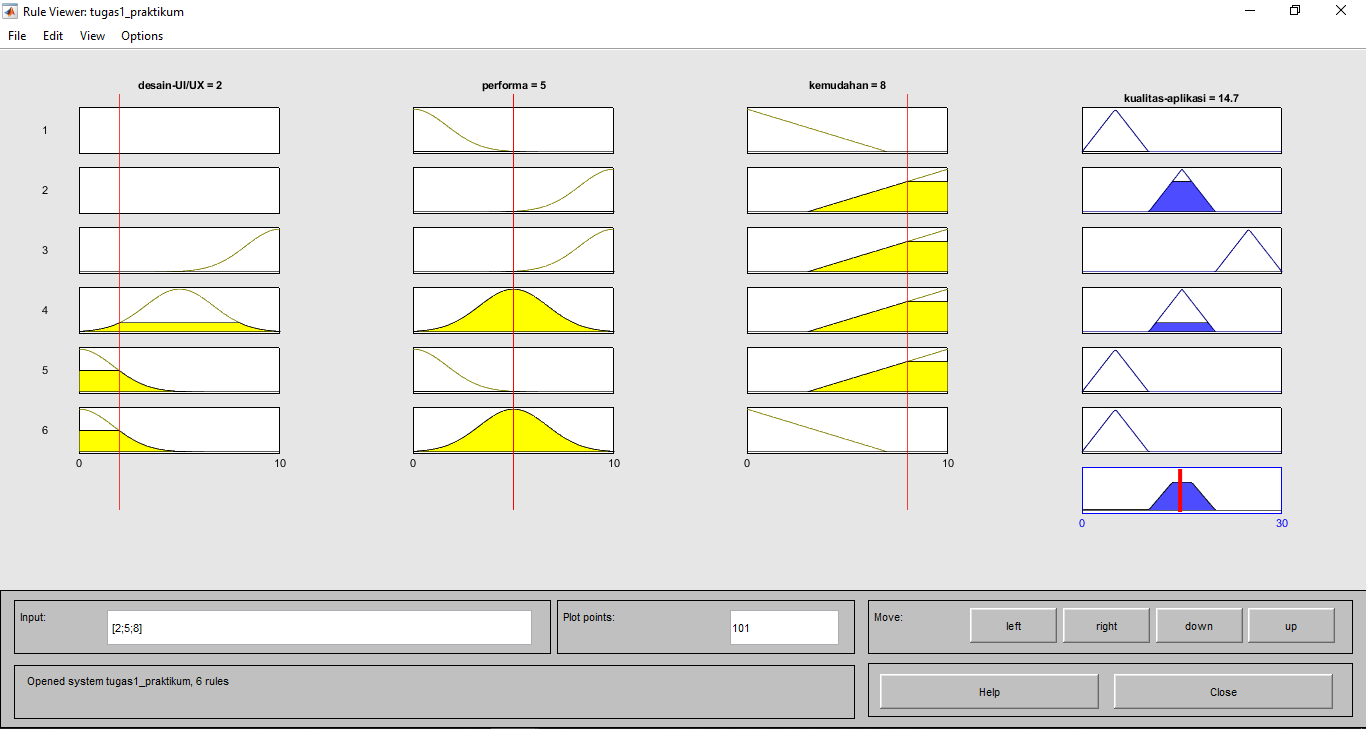 Rule Viewer: tugas1_praktikum
File Edit View Options
desain-UI/UX = 2 performa = 5 kemudahan = 8 kualitas-aplikasi = 14.7
1
2
3
4
5
6
0 10 0 10 0 10
0 30
Input: [2;5;8] Plot points: 101 Move: left right down up
Opened system tugas1_praktikum, 6 rules Help Close